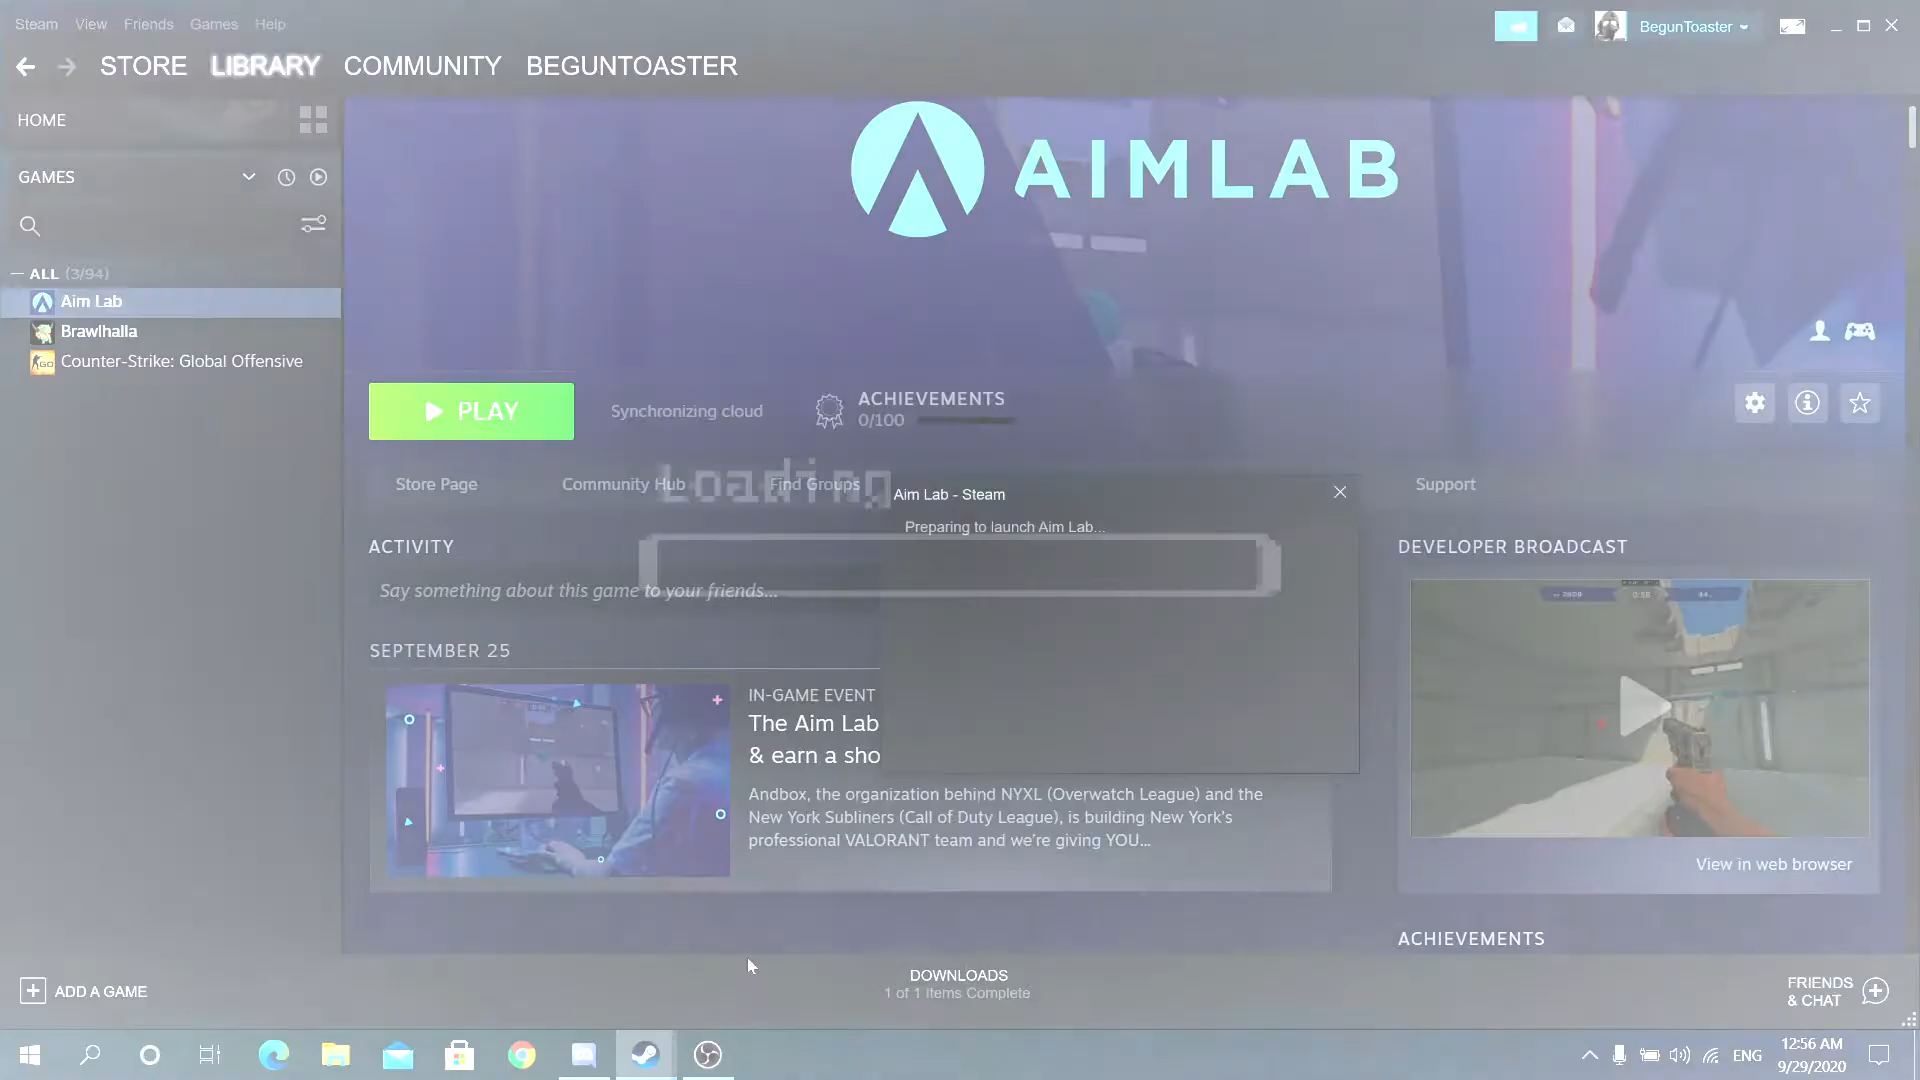 Steam View Friends Games Help
BegunToaster
STORE LIBRARY COMMUNITY BEGUNTOASTER
HOME
GAMES
ALL (3/94)
Aim Lab
Brawlhalla
GO Counter-Strike: Global Offensive
AIMLAB
PLAY
Synchronizing cloud
ACHIEVEMENTS
0/100
Store Page
Community Hub
Find Groups
Support
Loading
Aim Lab - Steam
Preparing to launch Aim Lab...
ACTIVITY
Say something about this game to your friends...
SEPTEMBER 25
IN-GAME EVENT
The Aim Lab
& earn a sho
Andbox, the organization behind NYXL (Overwatch League) and the
New York Subliners (Call of Duty League), is building New York's
professional VALORANT team and we're giving YOU...
DEVELOPER BROADCAST
0:58
View in web browser
ACHIEVEMENTS
ADD A GAME
DOWNLOADS
1 of 1 Items Complete
FRIENDS
& CHAT
ENG
12:56 AM
9/29/2020